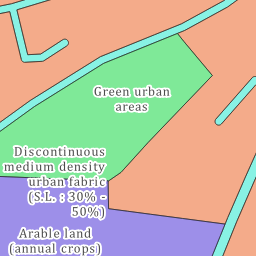 Green urban
areas
Discontinuous
medium density
urban fabric
(S.L. : 30% -
50%)
Arable land
(annual crops)